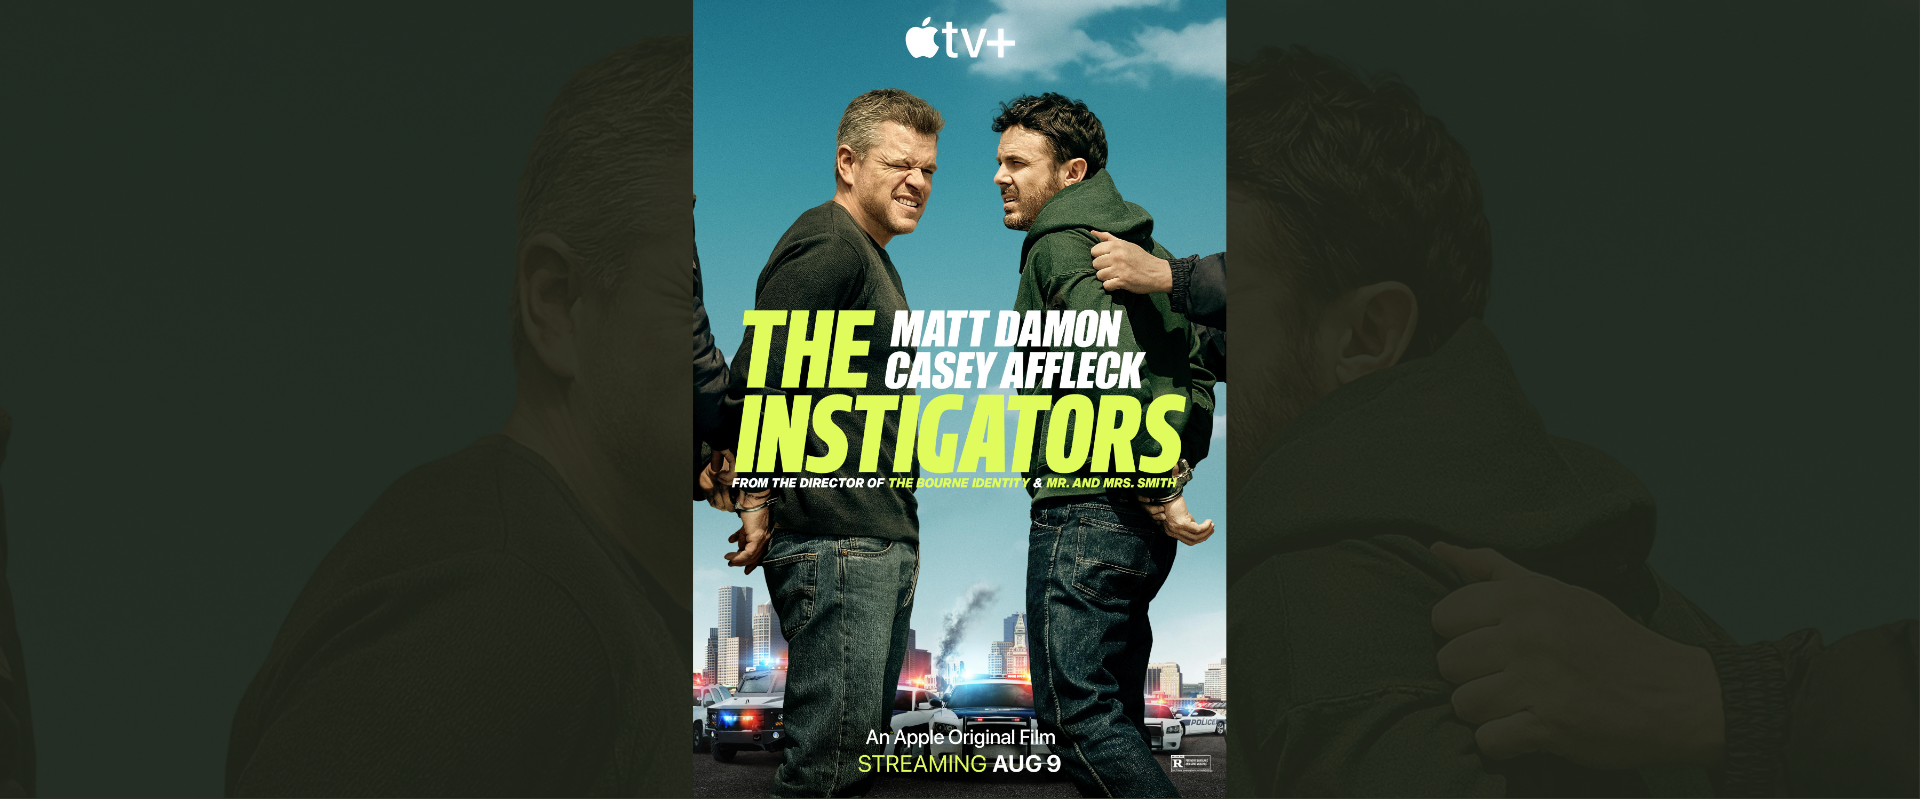 tv+
THE
MATT DAMON
CASEY AFFLECK
INSTIGATORS
FROM THE DIRECTOR OF THE BOURNE IDENTITY & MR. AND MRS. SMITH
POLICE
An Apple Original Film
STREAMING AUG 9
R